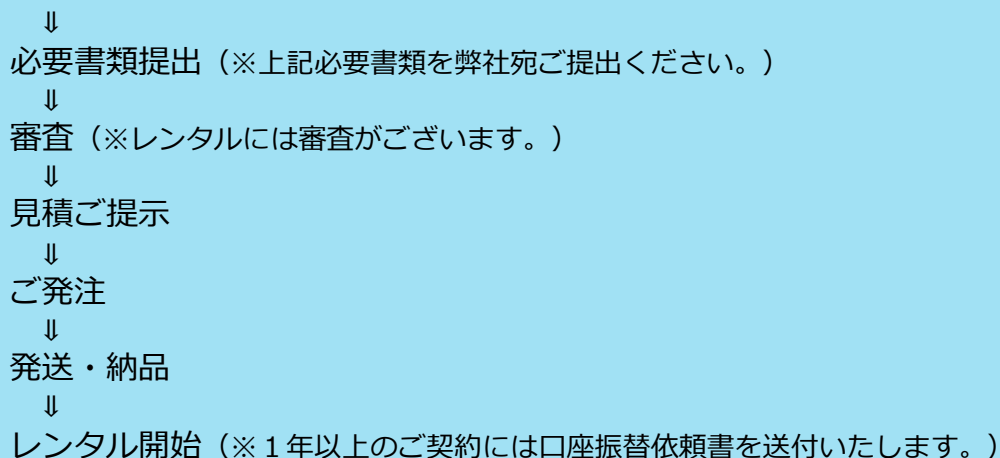 ⇓
必要書類提出（※上記必要書類を弊社宛ご提出ください。）
⇓
審査（※レンタルには審査がございます。）
⇓
見積ご提示
⇓
ご発注
⇓
発送・納品
⇓
レンタル開始（※１年以上のご契約には口座振替依頼書を送付いたします。）